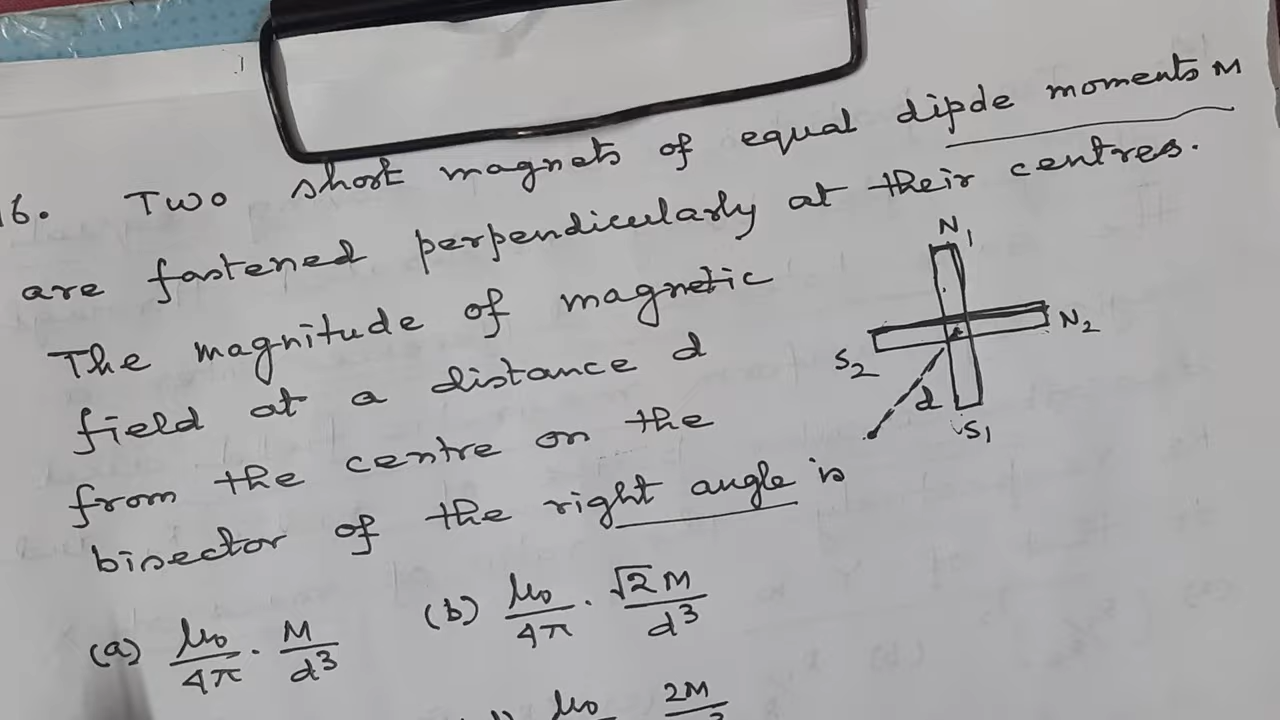 16. Two short magnets of equal dipole moments M
are fastened perpendicularly at their centres.
The magnitude of magnetic
field at a distance d
from the centre on the
bisector of the right angle is
N1
S2
N2
d
S1
(a) μ0/4π . M/d³ (b) μ0/4π . √2M/d³
μ0 2M